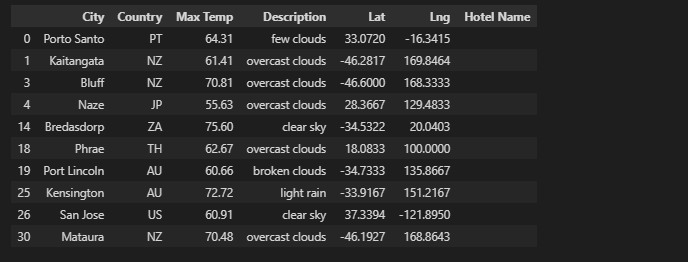 City Country Max Temp Description Lat Lng Hotel Name
0 Porto Santo PT 64.31 few clouds 33.0720 -16.3415
1 Kaitangata NZ 61.41 overcast clouds -46.2817 169.8464
3 Bluff NZ 70.81 overcast clouds -46.6000 168.3333
4 Naze JP 55.63 overcast clouds 28.3667 129.4833
14 Bredasdorp ZA 75.60 clear sky -34.5322 20.0403
18 Phrae TH 62.67 overcast clouds 18.0833 100.0000
19 Port Lincoln AU 60.66 broken clouds -34.7333 135.8667
25 Kensington AU 72.72 light rain -33.9167 151.2167
26 San Jose US 60.91 clear sky 37.3394 -121.8950
30 Mataura NZ 70.48 overcast clouds -46.1927 168.8643